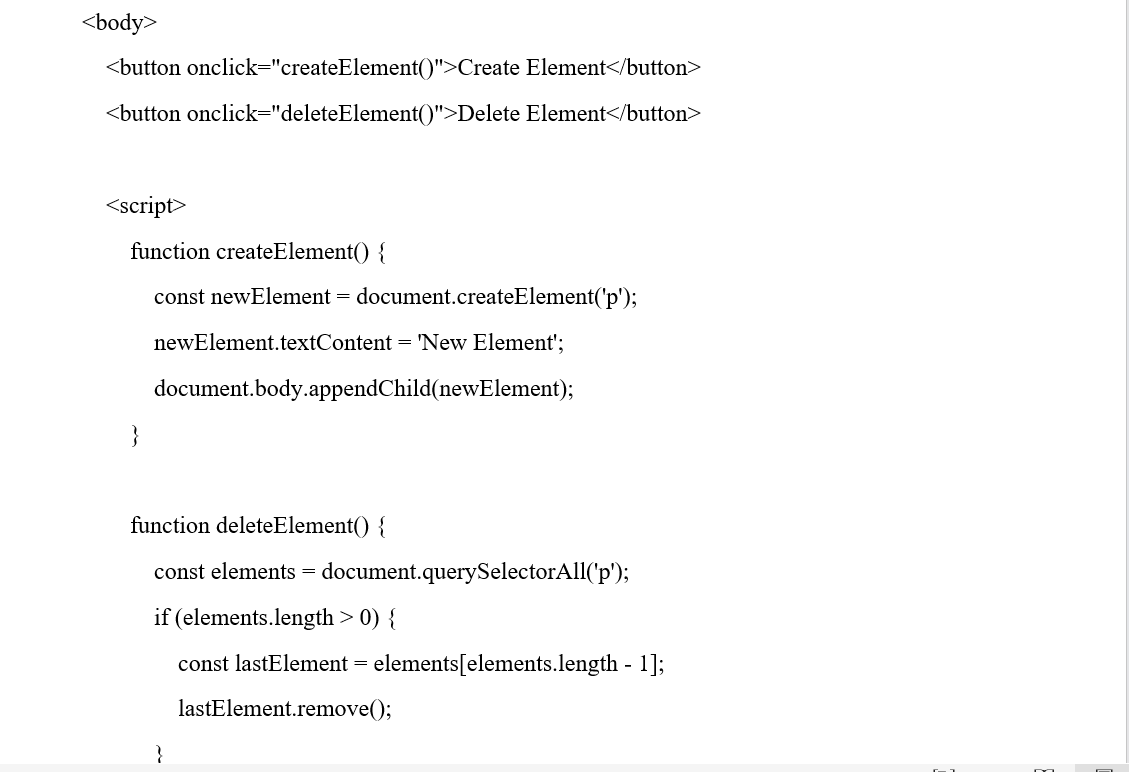 <body>
<button onclick="createElement()">Create Element</button>
<button onclick="deleteElement()">Delete Element</button>
<script>
function createElement() {
const newElement = document.createElement('p');
newElement.textContent = 'New Element';
document.body.appendChild(newElement);
}
function deleteElement() {
const elements = document.querySelectorAll('p');
if (elements.length > 0) {
const lastElement = elements[elements.length - 1];
lastElement.remove();
}